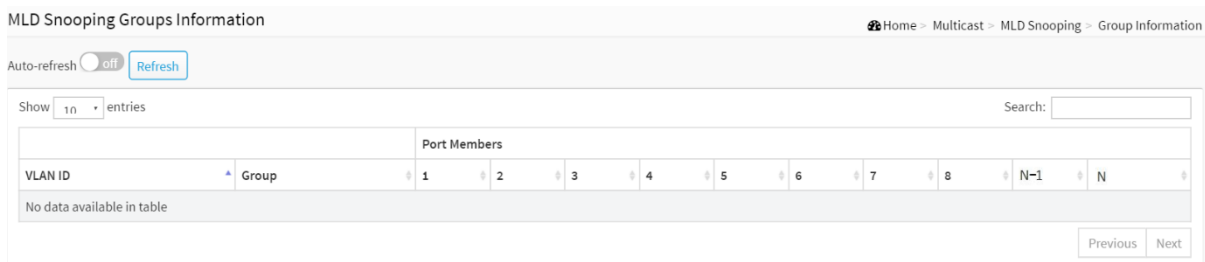 MLD Snooping Groups Information
Home > Multicast > MLD Snooping > Group Information
Auto-refresh off Refresh
Show 10 entries Search:
Port Members
VLAN ID Group 1 2 3 4 5 6 7 8 N-1 N
No data available in table
Previous Next